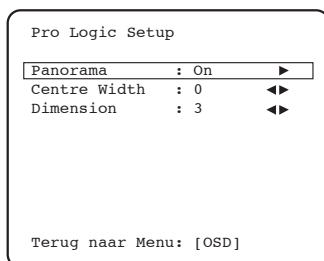 Pro Logic Setup
Panorama : On ▶
Centre Width : 0 ◀▶
Dimension : 3 ◀▶
Terug naar Menu: [OSD]